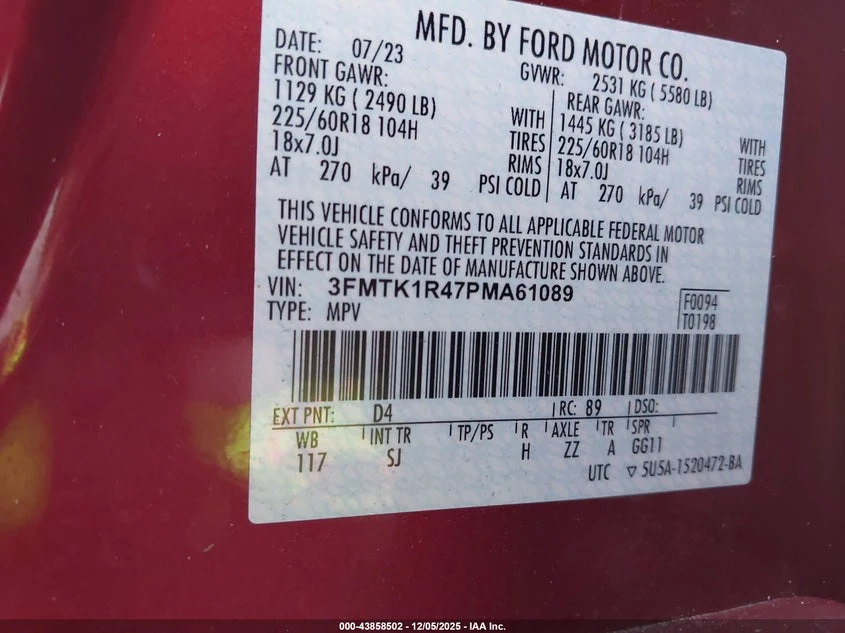 MFD. BY FORD MOTOR CO.
DATE: 07/23 GVWR: 2531 KG ( 5580 LB)
FRONT GAWR: REAR GAWR:
1129 KG ( 2490 LB) WITH 1445 KG ( 3185 LB) WITH
225/60R18 104H TIRES 225/60R18 104H TIRES
18x7.0J RIMS 18x7.0J RIMS
AT 270 kPa/ 39 PSI COLD AT 270 kPa/ 39 PSI COLD
THIS VEHICLE CONFORMS TO ALL APPLICABLE FEDERAL MOTOR
VEHICLE SAFETY AND THEFT PREVENTION STANDARDS IN
EFFECT ON THE DATE OF MANUFACTURE SHOWN ABOVE.
VIN: 3FMTK1R47PMA61089 F0094
TYPE: MPV T0198
EXT PNT: D4 RC: 89 DSO:
WB INT TR TP/PS R AXLE TR SPR
117 SJ H ZZ A GG11
UTC ▽ 5U5A-1520472-BA
000-43858502 - 12/05/2025 - IAA Inc.